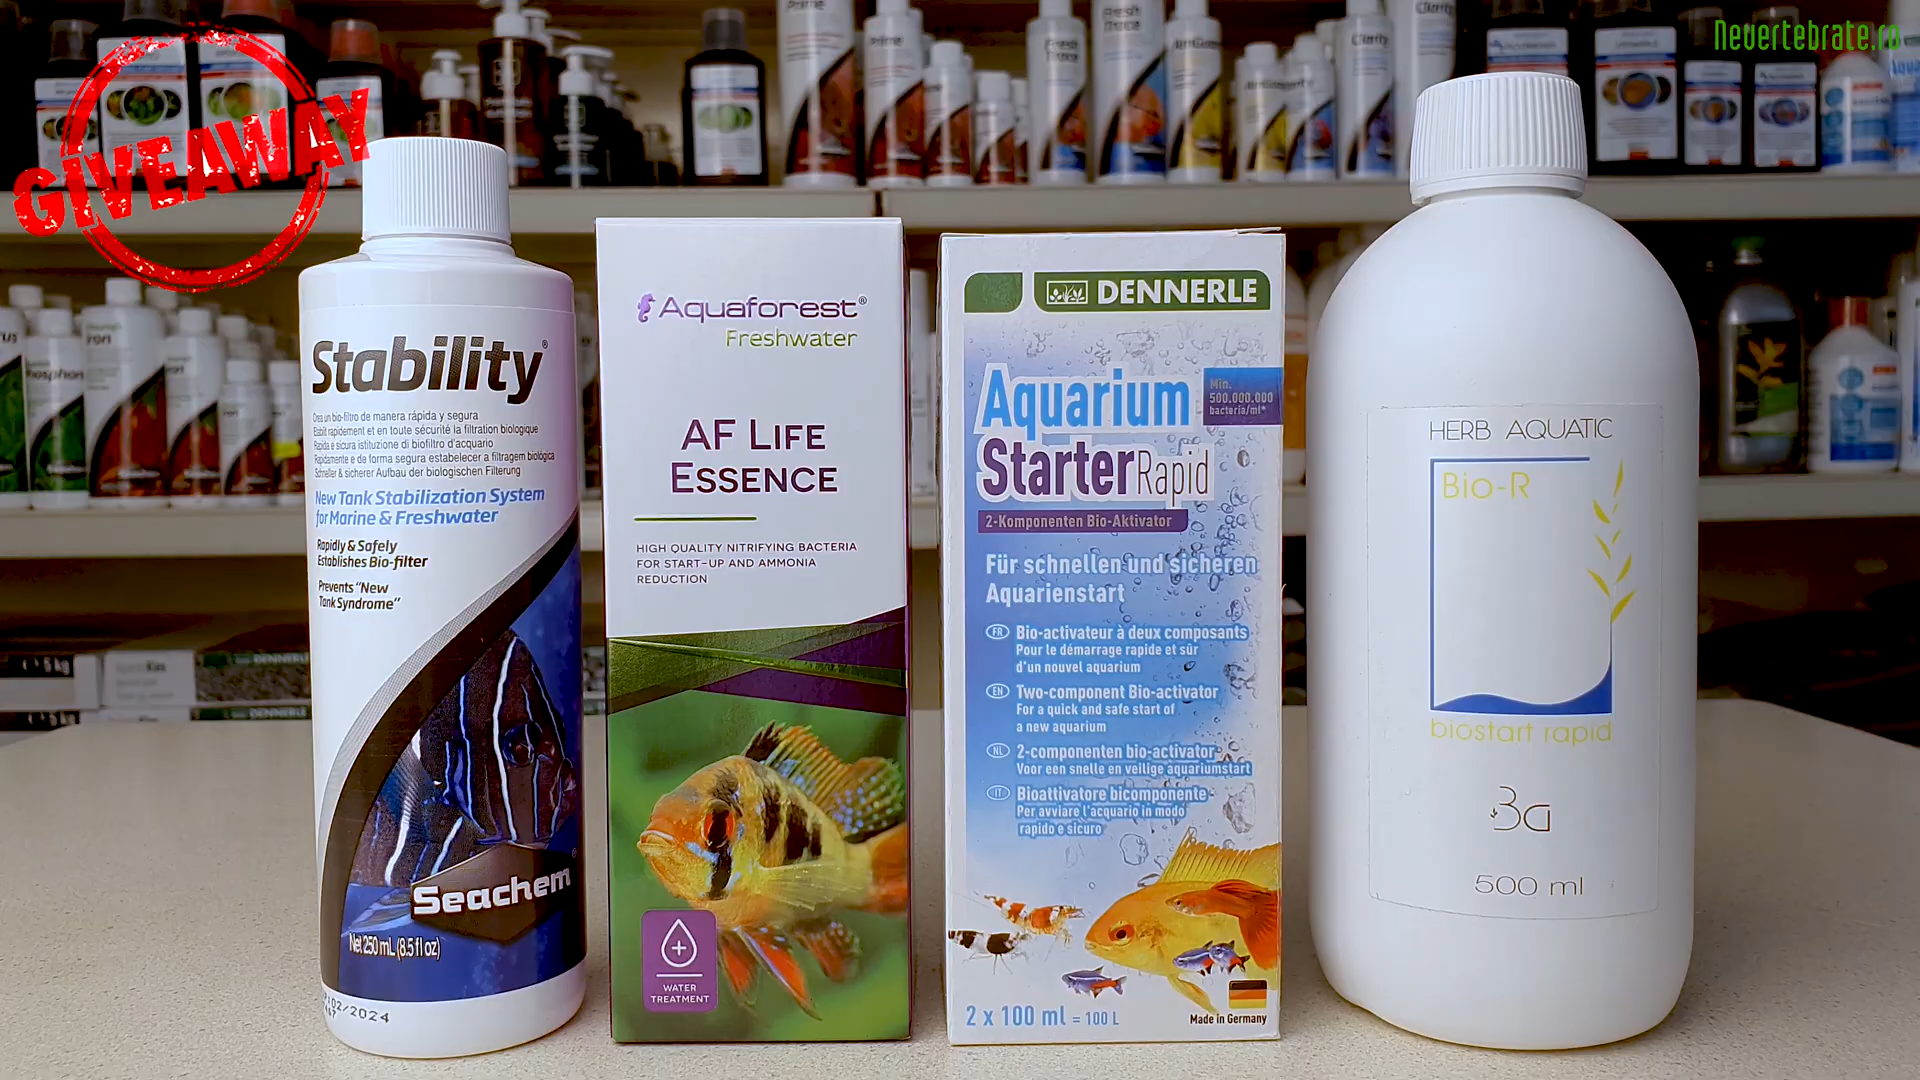 GIVEAWAY
Nevertebrate.ro
Stability®
Crea un bio-filtro de manera rápida y segura
Établit rapidement et en toute sécurité la filtration biologique
Rapida e sicura istituzione di biofiltro d'acquario
Rapidamente e de forma segura estabelecer a filtragem biológica
Schneller & sicherer Aufbau der biologischen Filterung
New Tank Stabilization System
for Marine & Freshwater
Rapidly & Safely
Establishes Bio-filter
Prevents "New
Tank Syndrome"
Seachem
Net 250 mL (8.5 fl oz)
02/2024
Aquaforest®
Freshwater
AF LIFE
ESSENCE
HIGH QUALITY NITRIFYING BACTERIA
FOR START-UP AND AMMONIA
REDUCTION
WATER
TREATMENT
DENNERLE
Aquarium
Min.
500.000.000
bacteria/ml*
StarterRapid
2-Komponenten Bio-Aktivator
Für schnellen und sicheren
Aquarienstart
FR Bio-activateur à deux composants
Pour le démarrage rapide et sûr
d'un nouvel aquarium
EN Two-component Bio-activator
For a quick and safe start of
a new aquarium
NL 2-componenten bio-activator
Voor een snelle en veilige aquariumstart
IT Bioattivatore bicomponente
Per avviare l'acquario in modo
rapido e sicuro
2 x 100 ml = 100 L
Made in Germany
HERB AQUATIC
Bio-R
biostart rapid
3a
500 ml
Prime
Prime
Fresh
Trace
Clarity
DENNERLE
DENNERLE